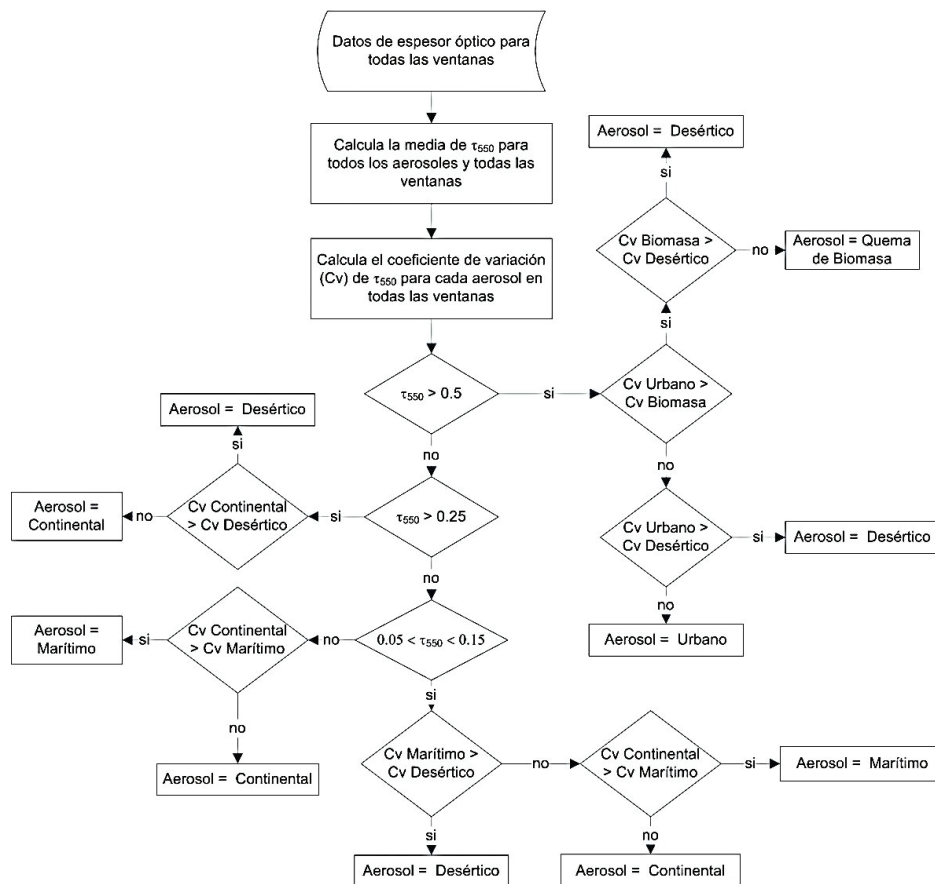 Datos de espesor óptico para
todas las ventanas
Calcula la media de τ550 para
todos los aerosoles y todas las
ventanas
Calcula el coeficiente de variación
(Cv) de τ550 para cada aerosol en
todas las ventanas
τ550 > 0.5
si
Cv Urbano >
Cv Biomasa
si
Cv Biomasa >
Cv Desértico
si
Aerosol = Desértico
no
Aerosol = Quema
de Biomasa
no
Cv Urbano >
Cv Desértico
si
Aerosol = Desértico
no
Aerosol = Urbano
no
τ550 > 0.25
si
Cv Continental
> Cv Desértico
si
Aerosol = Desértico
no
Aerosol =
Continental
no
0.05 < τ550 < 0.15
no
Cv Continental
> Cv Marítimo
si
Aerosol =
Marítimo
no
Aerosol = Continental
si
Cv Marítimo >
Cv Desértico
no
Cv Continental
> Cv Marítimo
si
Aerosol = Marítimo
no
Aerosol = Continental
si
Aerosol = Desértico